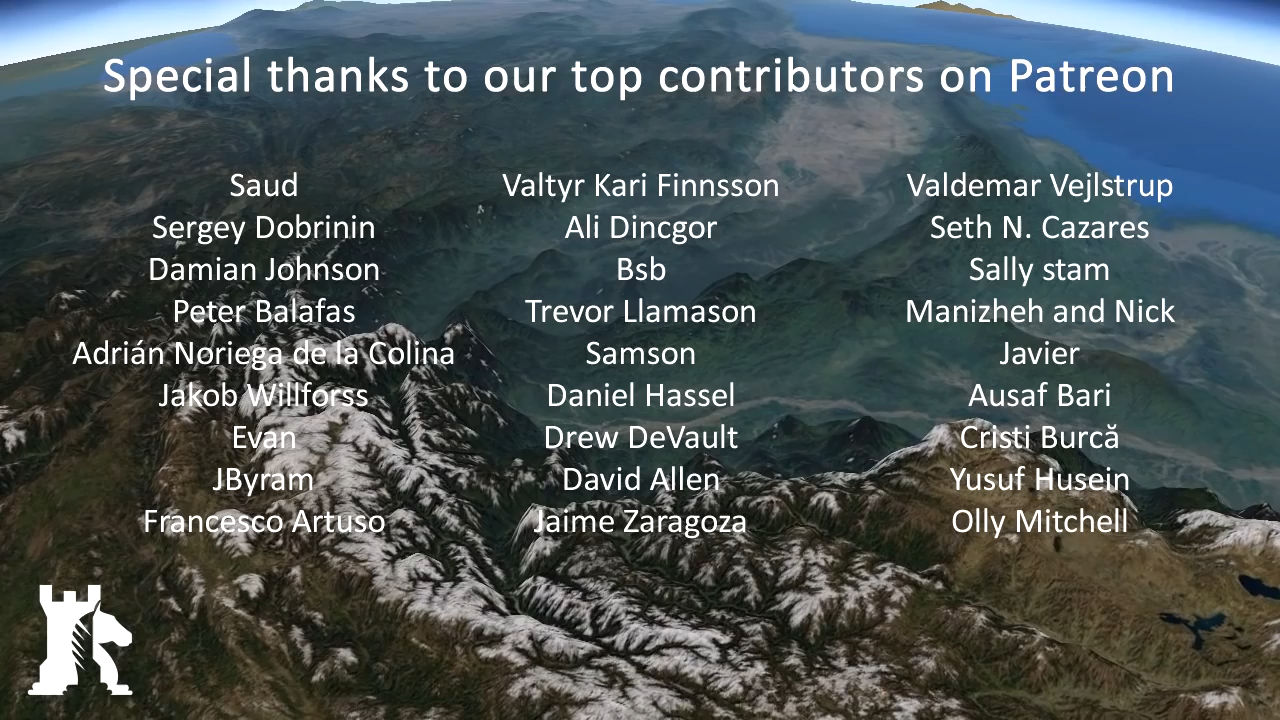 Special thanks to our top contributors on Patreon
Saud
Sergey Dobrinin
Damian Johnson
Peter Balafas
Adrián Noriega de la Colina
Jakob Willforss
Evan
JByram
Francesco Artuso
Valtyr Kari Finnsson
Ali Dincgor
Bsb
Trevor Llamason
Samson
Daniel Hassel
Drew DeVault
David Allen
Jaime Zaragoza
Valdemar Vejlstrup
Seth N. Cazares
Sally stam
Manizheh and Nick
Javier
Ausaf Bari
Cristi Burcă
Yusuf Husein
Olly Mitchell